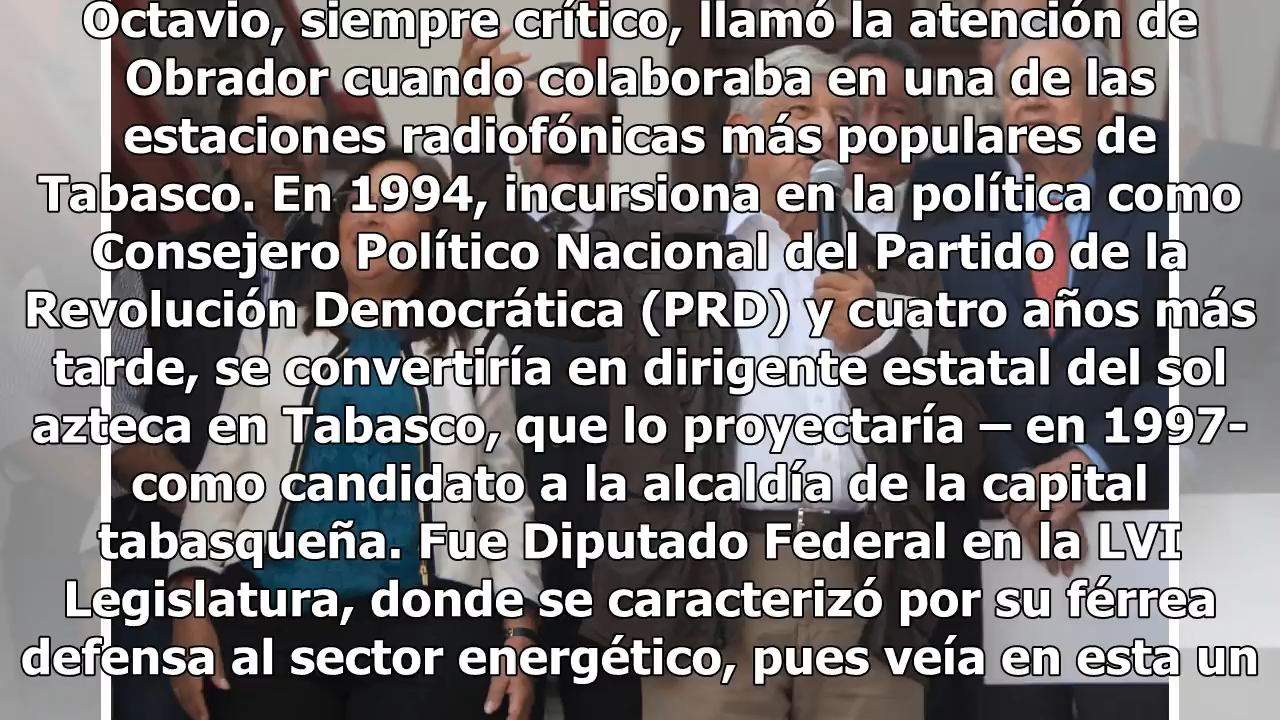 Octavio, siempre crítico, llamó la atención de
Obrador cuando colaboraba en una de las
estaciones radiofónicas más populares de
Tabasco. En 1994, incursiona en la política como
Consejero Político Nacional del Partido de la
Revolución Democrática (PRD) y cuatro años más
tarde, se convertiría en dirigente estatal del sol
azteca en Tabasco, que lo proyectaría – en 1997-
como candidato a la alcaldía de la capital
tabasqueña. Fue Diputado Federal en la LVI
Legislatura, donde se caracterizó por su férrea
defensa al sector energético, pues veía en esta un